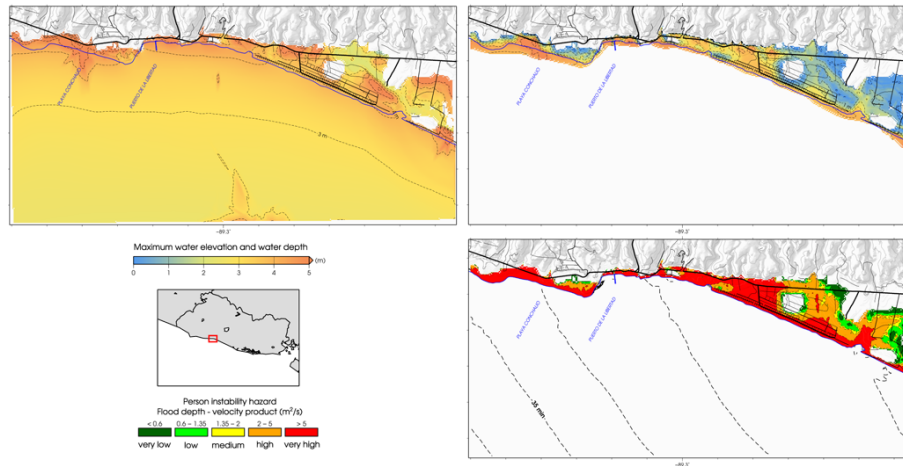 PLAYA CONCHALIO
PUERTO DE LA LIBERTAD
3 m
PLAYA CONCHALIO
PUERTO DE LA LIBERTAD
-89.3°
-89.3°
Maximum water elevation and water depth
(m)
0 1 2 3 4 5
PLAYA CONCHALIO
PUERTO DE LA LIBERTAD
35 min
Person instability hazard
Flood depth - velocity product (m²/s)
< 0.6 0.6 - 1.35 1.35 - 2 2 - 5 > 5
very low low medium high very high